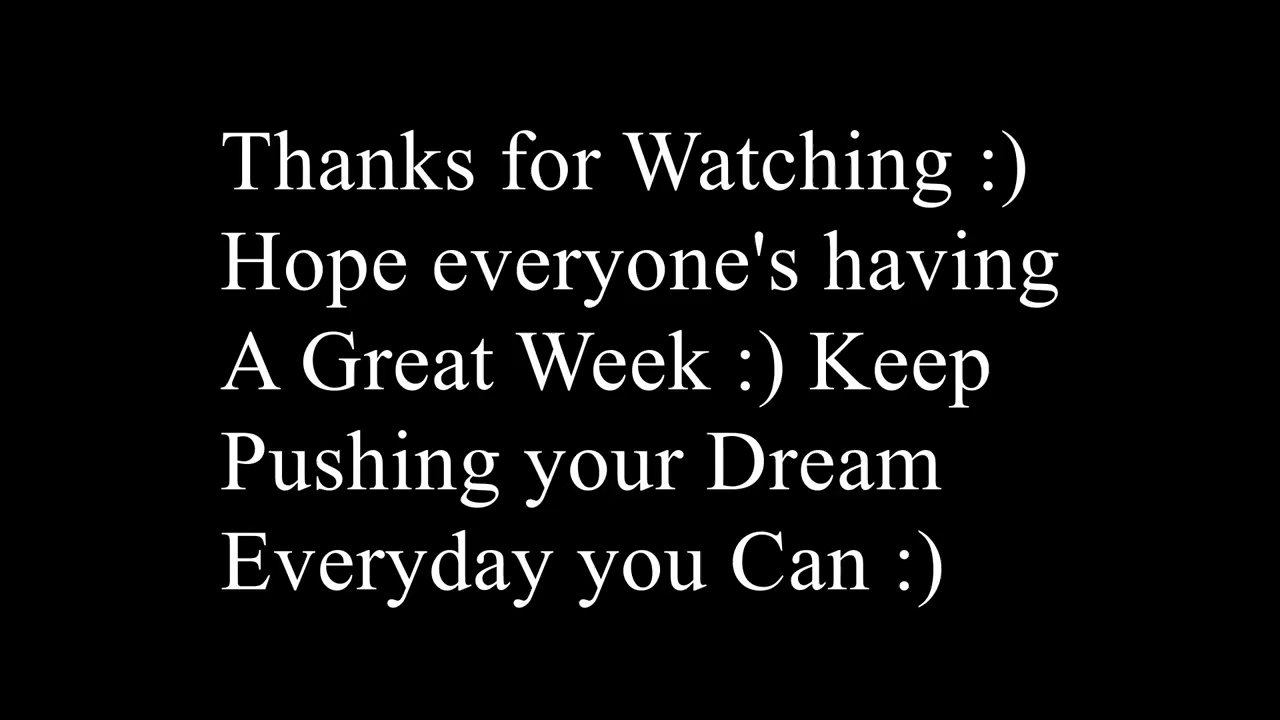 Thanks for Watching :)
Hope everyone's having
A Great Week :) Keep
Pushing your Dream
Everyday you Can :)